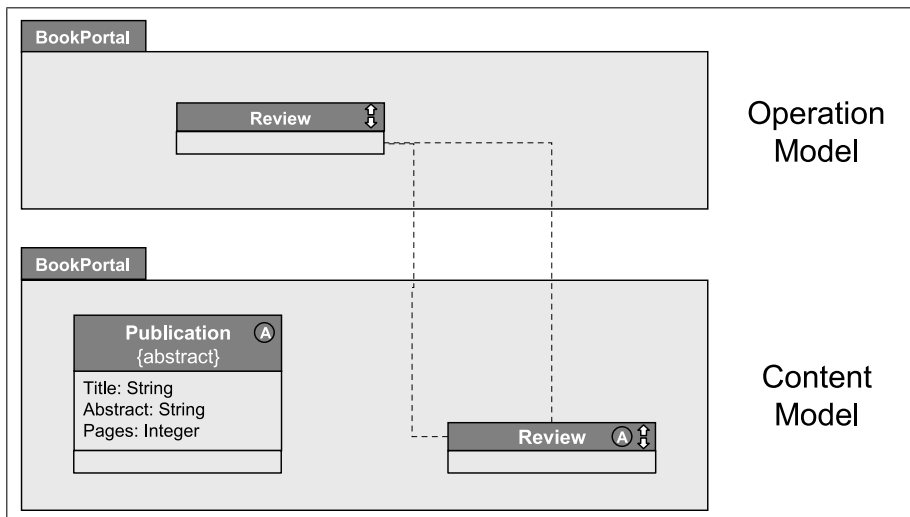 BookPortal
Review
Operation
Model
BookPortal
Publication A
{abstract}
Title: String
Abstract: String
Pages: Integer
Review A
Content
Model